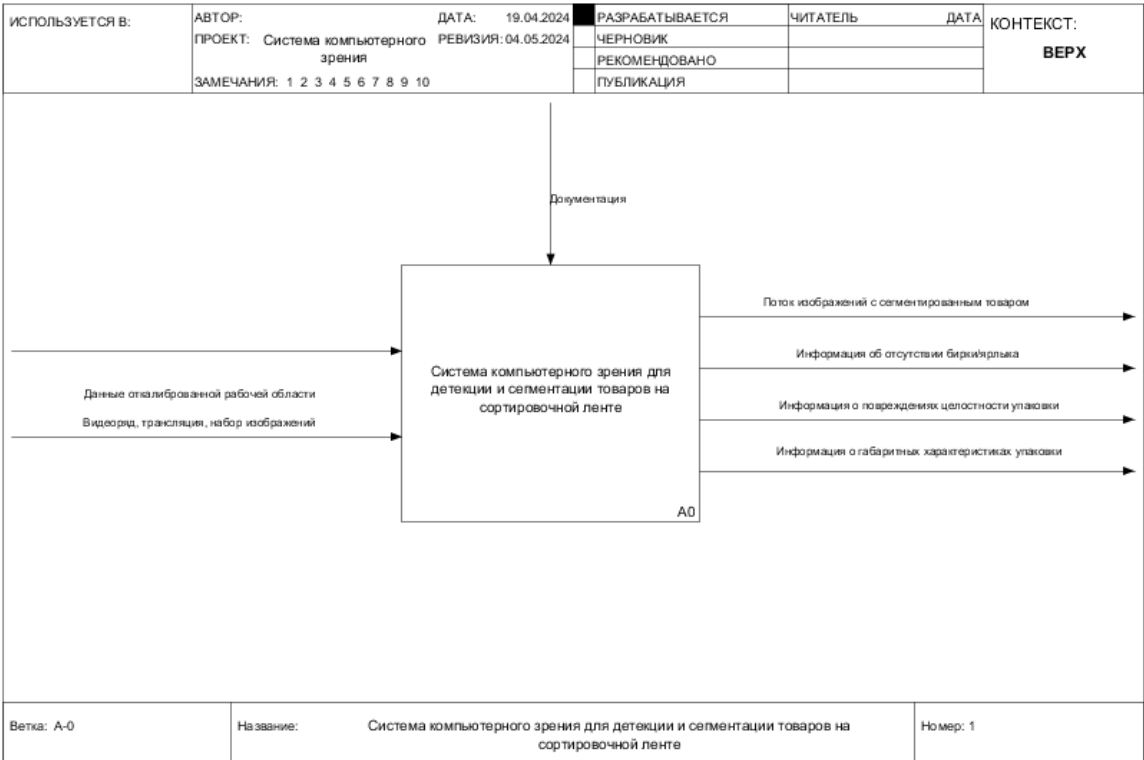 ИСПОЛЬЗУЕТСЯ В:
АВТОР:
ДАТА: 19.04.2024
ПРОЕКТ: Система компьютерного
зрения
РЕВИЗИЯ: 04.05.2024
ЗАМЕЧАНИЯ: 1 2 3 4 5 6 7 8 9 10
РАЗРАБАТЫВАЕТСЯ
ЧЕРНОВИК
РЕКОМЕНДОВАНО
ПУБЛИКАЦИЯ
ЧИТАТЕЛЬ
ДАТА
КОНТЕКСТ:
ВЕРХ
Документация
Поток изображений с сегментированным товаром
Информация об отсутствии бирки/ярлыка
Система компьютерного зрения для
детекции и сегментации товаров на
сортировочной ленте
Данные откалиброванной рабочей области
Информация о повреждениях целостности упаковки
Видеоряд, трансляция, набор изображений
Информация о габаритных характеристиках упаковки
A0
Ветка: A-0
Название: Система компьютерного зрения для детекции и сегментации товаров на
сортировочной ленте
Номер: 1